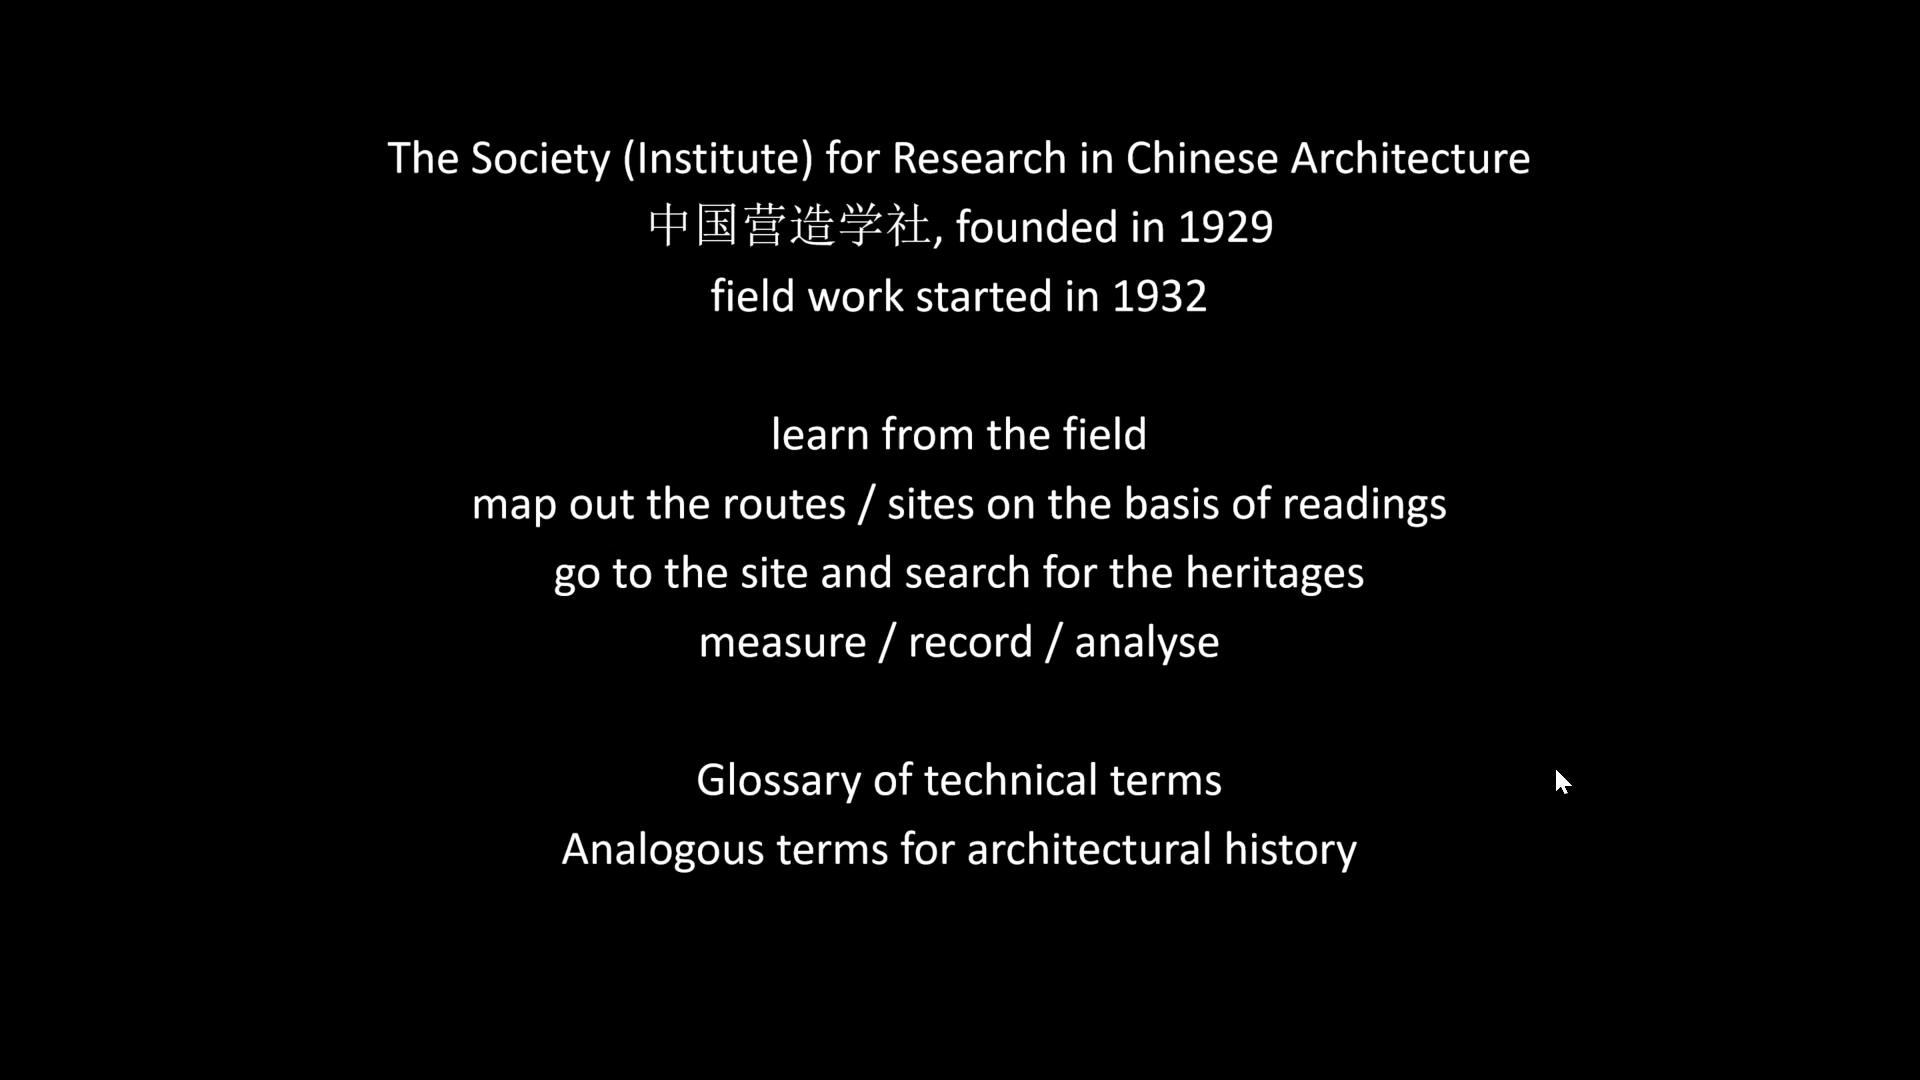 The Society (Institute) for Research in Chinese Architecture
中国营造学社, founded in 1929
field work started in 1932
learn from the field
map out the routes / sites on the basis of readings
go to the site and search for the heritages
measure / record / analyse
Glossary of technical terms
Analogous terms for architectural history